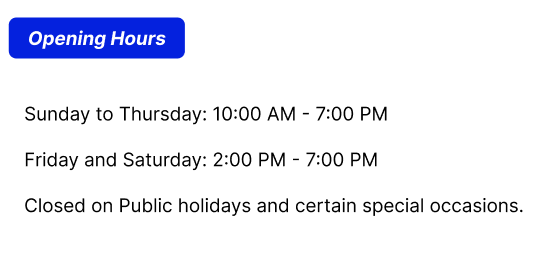 Opening Hours
Sunday to Thursday: 10:00 AM - 7:00 PM
Friday and Saturday: 2:00 PM - 7:00 PM
Closed on Public holidays and certain special occasions.